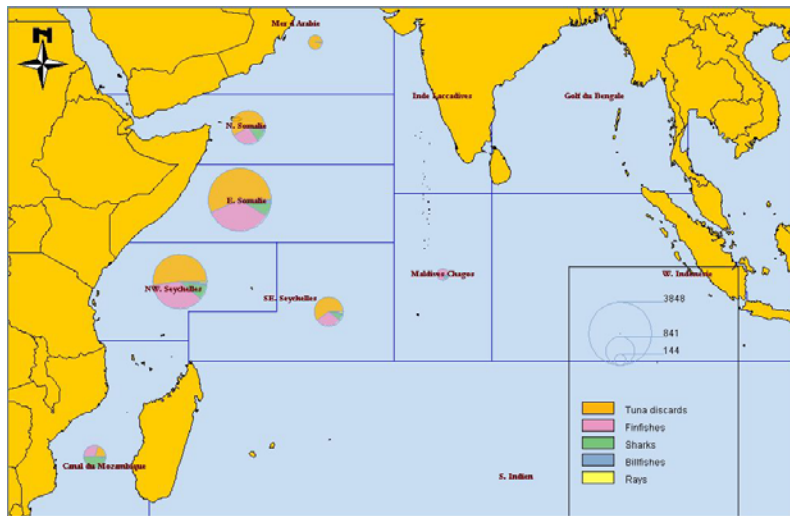 Mer d Arabie
N
Inde Laccadives
Golf du Bengale
N. Somalie
E. Somalie
Maldives Chagos
W. Indonesie
NW. Seychelles
SE. Seychelles
3848
841
144
Tuna discards
Finfishes
Sharks
Billfishes
Rays
Canal du Mozambique
S. Indien